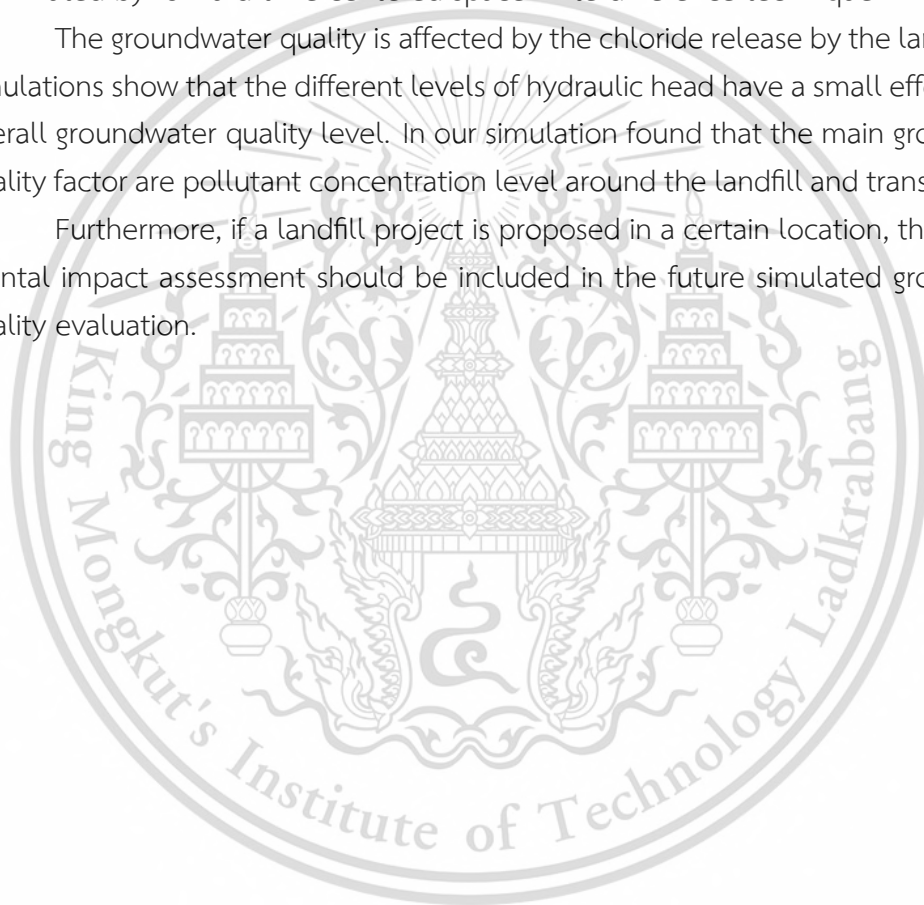 The groundwater quality is affected by the chloride release by the lan
ulations show that the different levels of hydraulic head have a small effe
erall groundwater quality level. In our simulation found that the main gro
ality factor are pollutant concentration level around the landfill and trans
Furthermore, if a landfill project is proposed in a certain location, th
ental impact assessment should be included in the future simulated gro
ality evaluation.
King Mongkut's Institute of Technology Ladkrabang